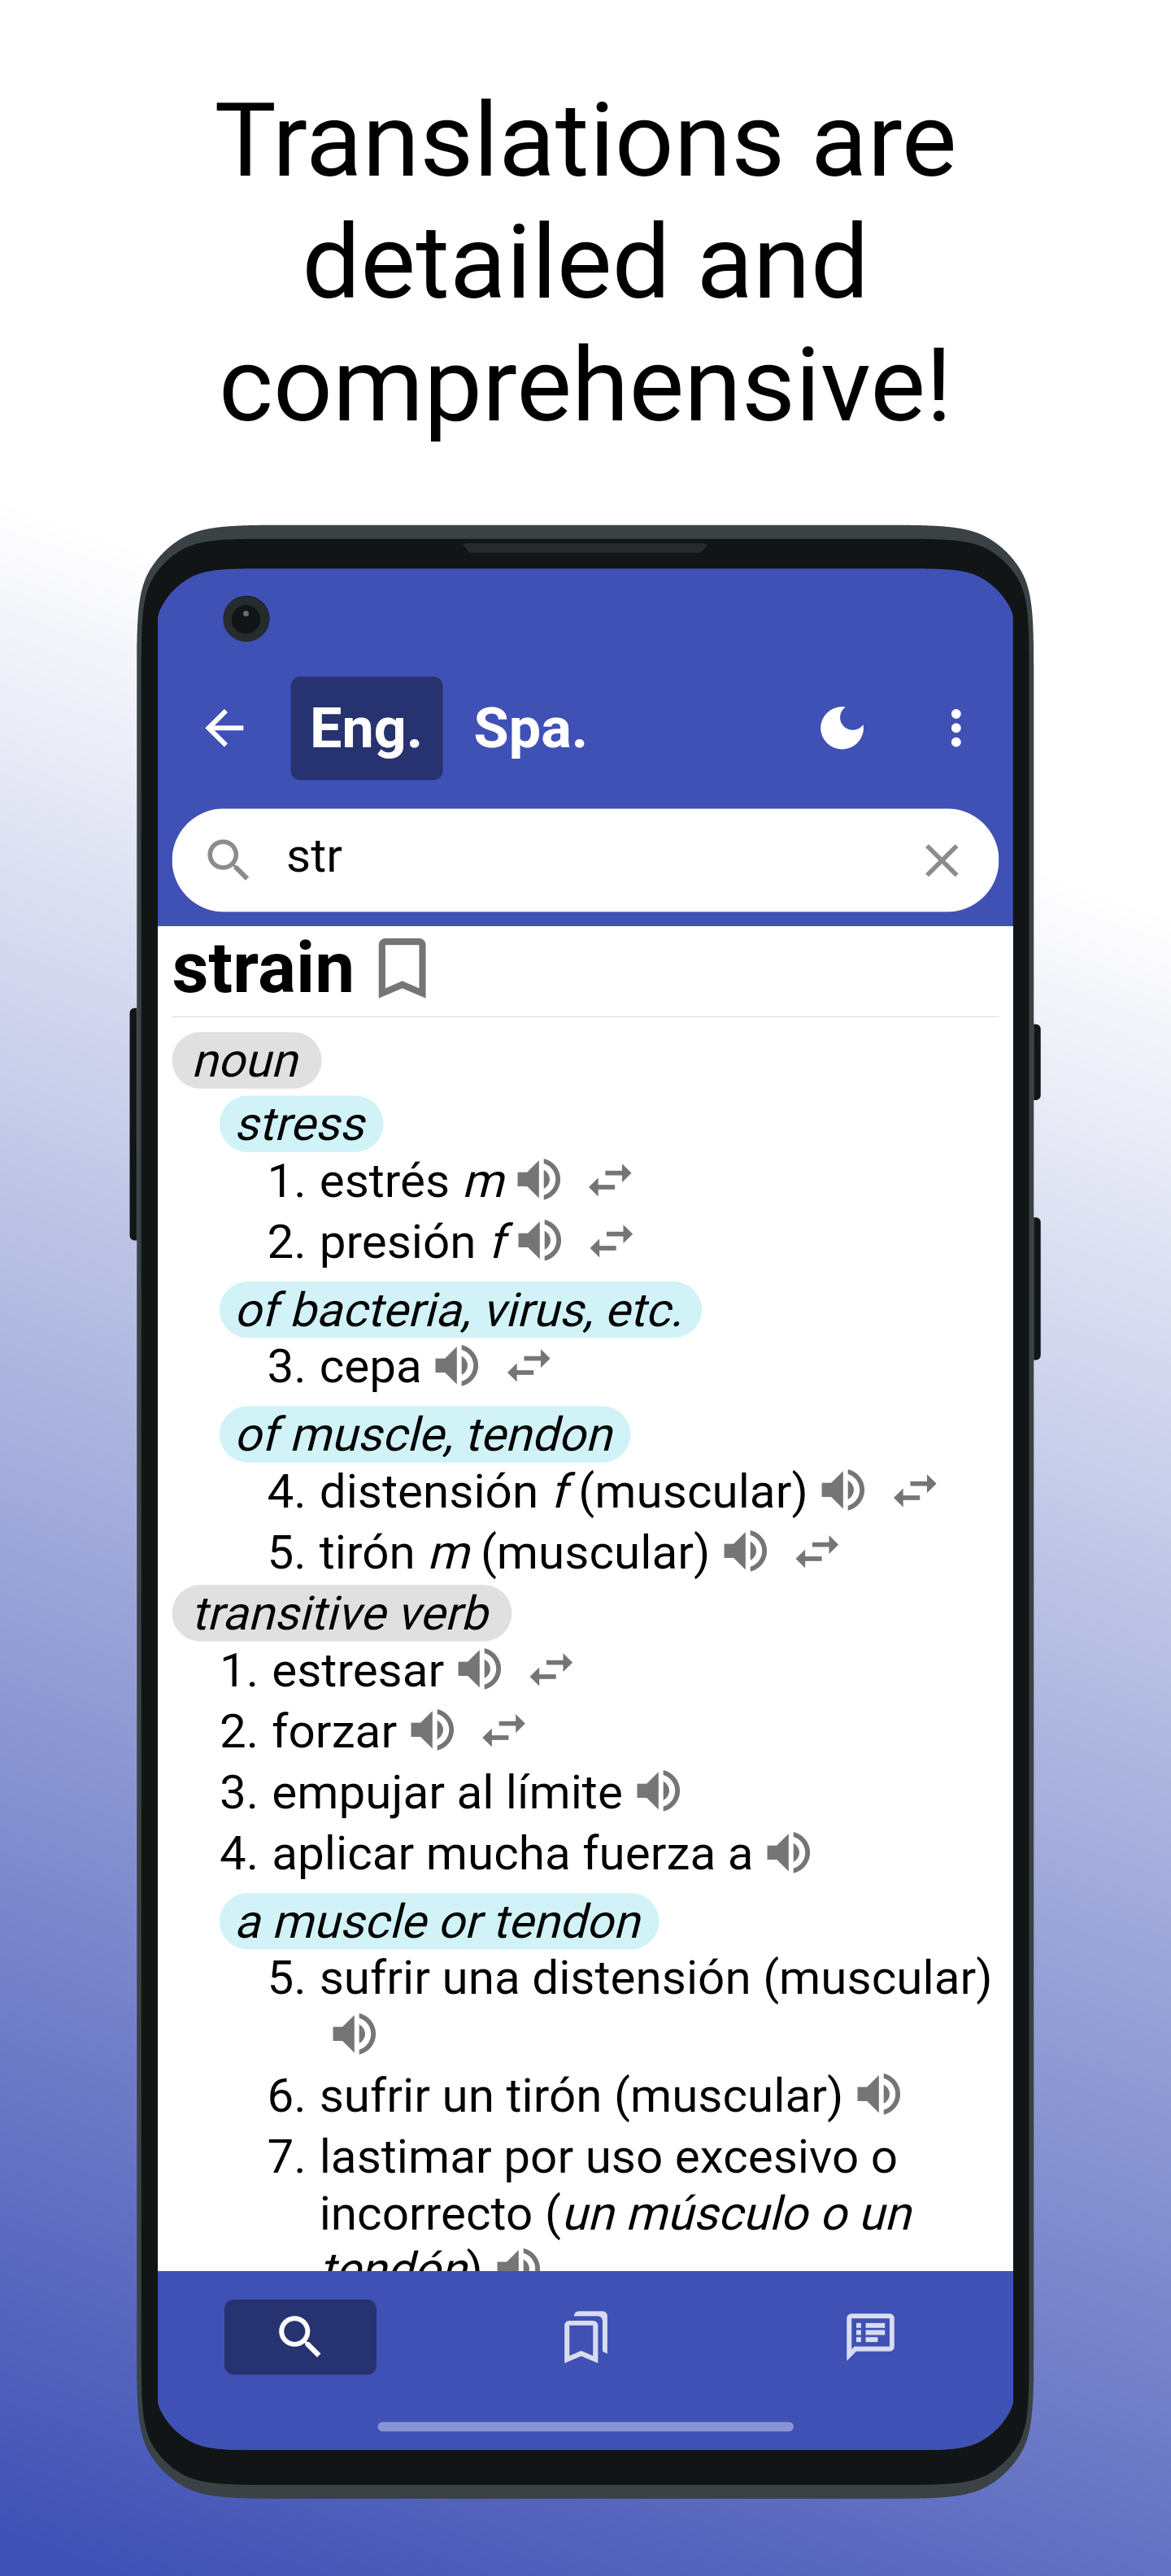 Translations are
detailed and
comprehensive!
Eng. Spa.
str
strain
noun
stress
1. estrés m
2. presión f
of bacteria, virus, etc.
3. cepa
of muscle, tendon
4. distensión f (muscular)
5. tirón m (muscular)
transitive verb
1. estresar
2. forzar
3. empujar al límite
4. aplicar mucha fuerza a
a muscle or tendon
5. sufrir una distensión (muscular)
6. sufrir un tirón (muscular)
7. lastimar por uso excesivo o
incorrecto (un músculo o un
tendón)